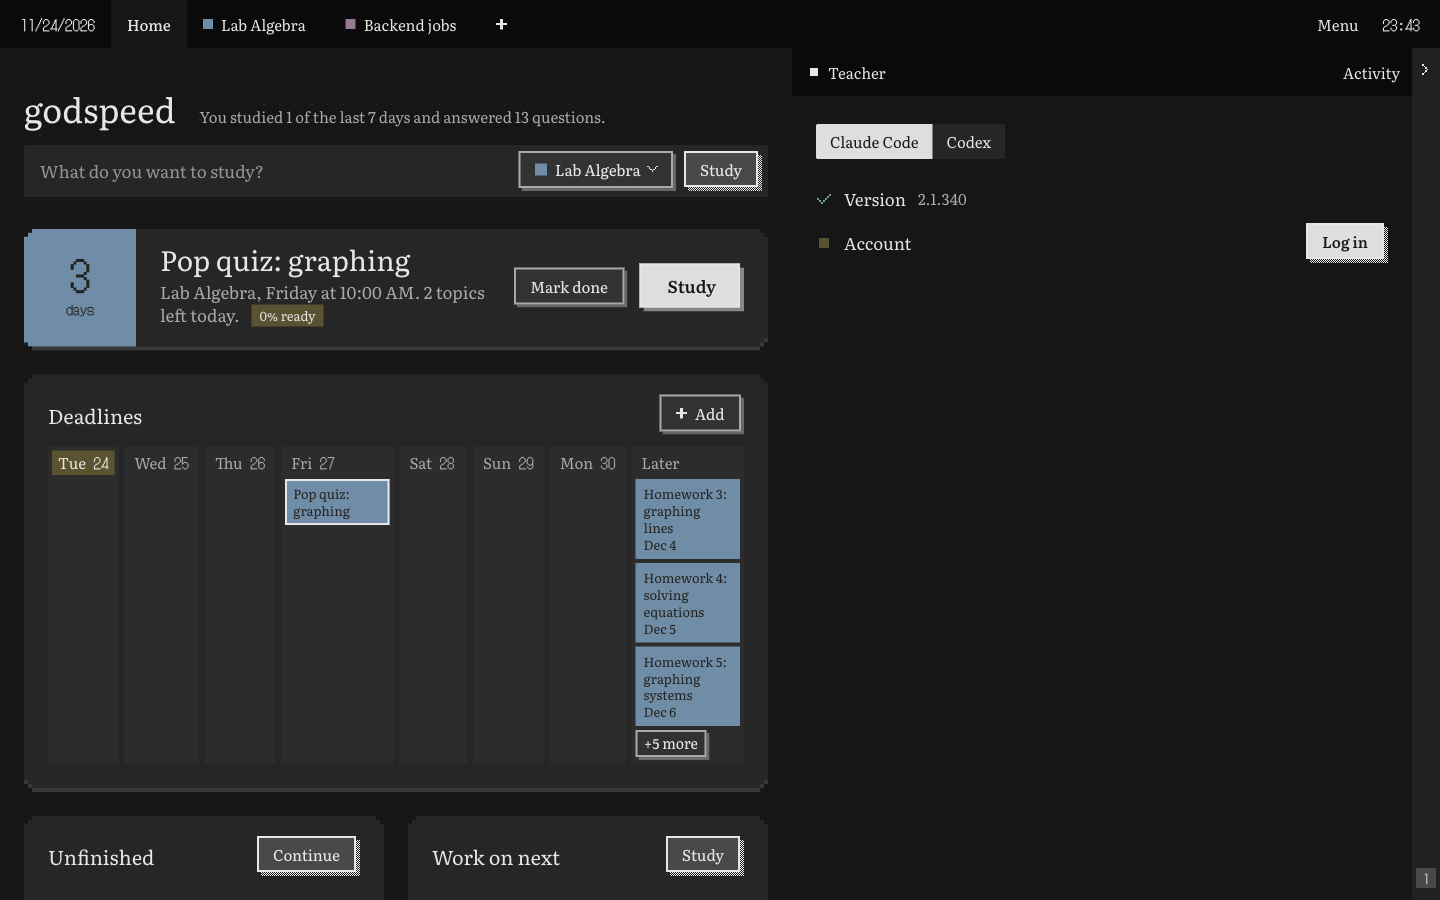 11/24/2026 Home Lab Algebra Backend jobs + Menu 23:43
godspeed You studied 1 of the last 7 days and answered 13 questions.
What do you want to study? Lab Algebra Study
3
days
Pop quiz: graphing
Lab Algebra, Friday at 10:00 AM. 2 topics
left today. 0% ready
Mark done Study
Deadlines + Add
Tue 24 Wed 25 Thu 26 Fri 27 Sat 28 Sun 29 Mon 30 Later
Pop quiz:
graphing
Homework 3:
graphing
lines
Dec 4
Homework 4:
solving
equations
Dec 5
Homework 5:
graphing
systems
Dec 6
+5 more
Unfinished Continue
Work on next Study
Teacher Activity
Claude Code Codex
Version 2.1.340
Account Log in
1